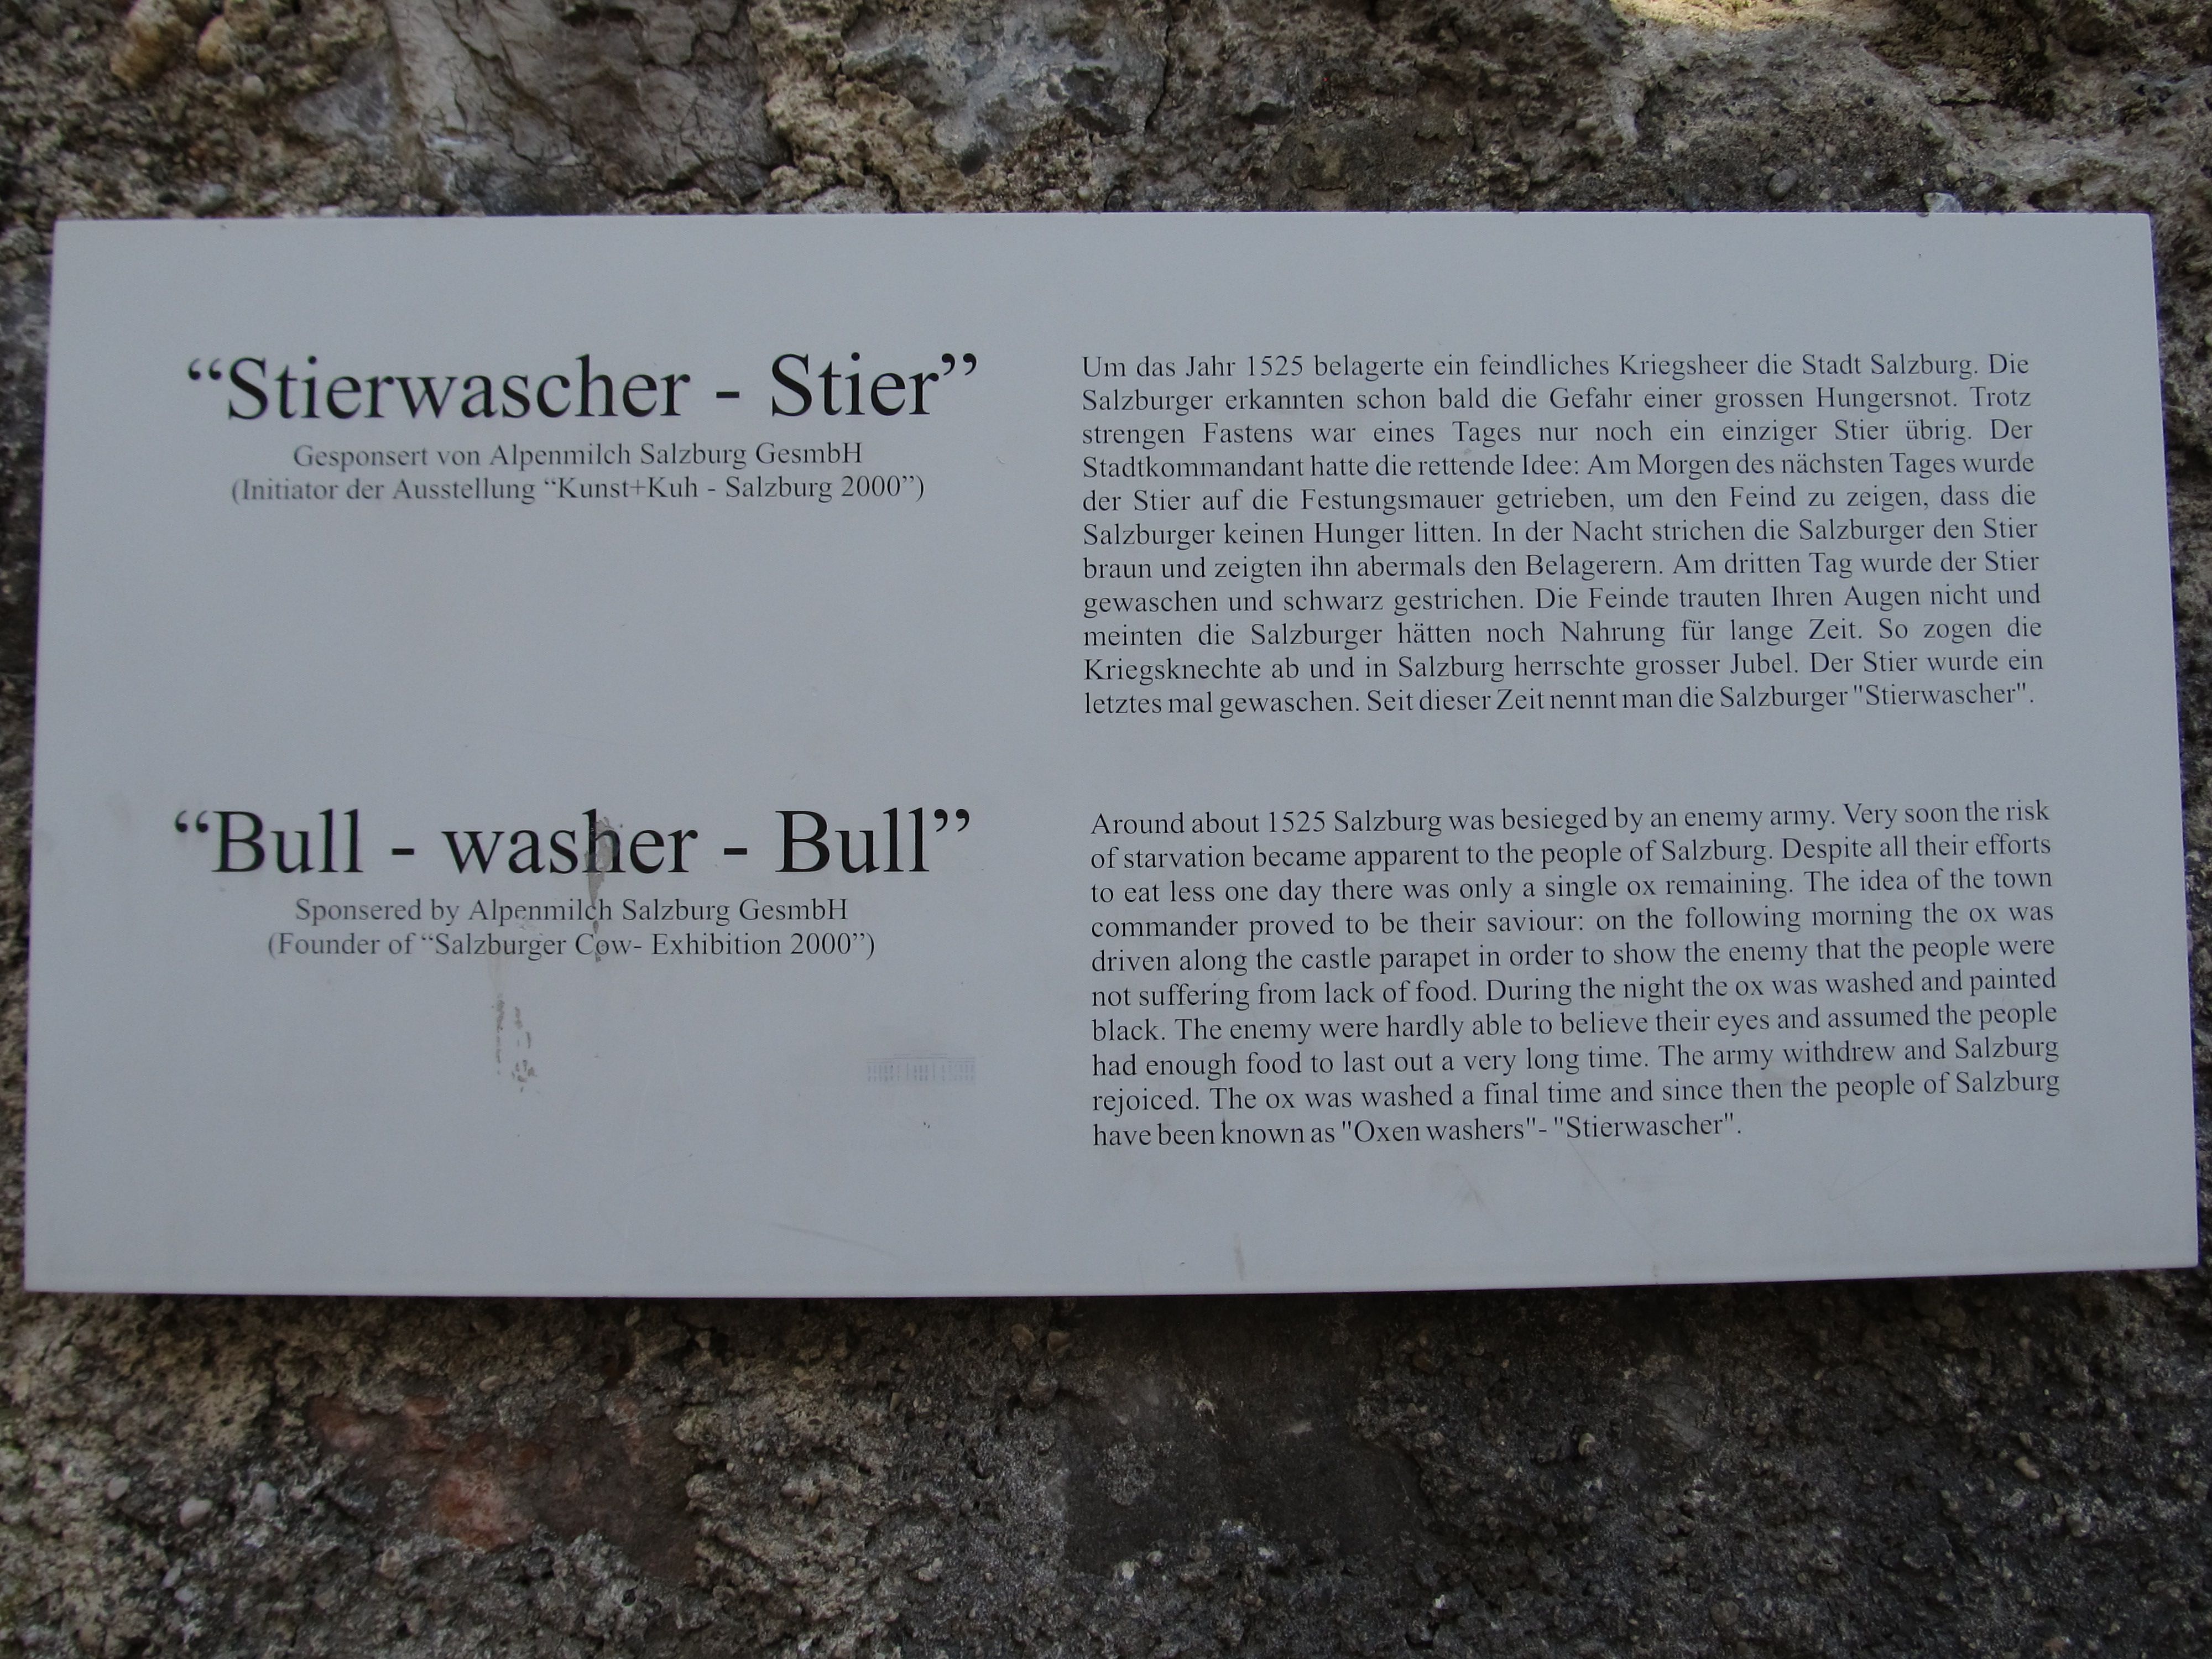 “Stierwascher - Stier”
Gesponsert von Alpenmilch Salzburg GesmbH
(Initiator der Ausstellung “Kunst+Kuh - Salzburg 2000”)
Um das Jahr 1525 belagerte ein feindliches Kriegsheer die Stadt Salzburg. Die
Salzburger erkannten schon bald die Gefahr einer grossen Hungersnot. Trotz
strengen Fastens war eines Tages nur noch ein einziger Stier übrig. Der
Stadtkommandant hatte die rettende Idee: Am Morgen des nächsten Tages wurde
der Stier auf die Festungsmauer getrieben, um den Feind zu zeigen, dass die
Salzburger keinen Hunger litten. In der Nacht strichen die Salzburger den Stier
braun und zeigten ihn abermals den Belagerern. Am dritten Tag wurde der Stier
gewaschen und schwarz gestrichen. Die Feinde trauten Ihren Augen nicht und
meinten die Salzburger hätten noch Nahrung für lange Zeit. So zogen die
Kriegsknechte ab und in Salzburg herrschte grosser Jubel. Der Stier wurde ein
letztes mal gewaschen. Seit dieser Zeit nennt man die Salzburger "Stierwascher".
“Bull - washer - Bull”
Sponsered by Alpenmilch Salzburg GesmbH
(Founder of “Salzburger Cow- Exhibition 2000”)
Around about 1525 Salzburg was besieged by an enemy army. Very soon the risk
of starvation became apparent to the people of Salzburg. Despite all their efforts
to eat less one day there was only a single ox remaining. The idea of the town
commander proved to be their saviour: on the following morning the ox was
driven along the castle parapet in order to show the enemy that the people were
not suffering from lack of food. During the night the ox was washed and painted
black. The enemy were hardly able to believe their eyes and assumed the people
had enough food to last out a very long time. The army withdrew and Salzburg
rejoiced. The ox was washed a final time and since then the people of Salzburg
have been known as "Oxen washers"- "Stierwascher".